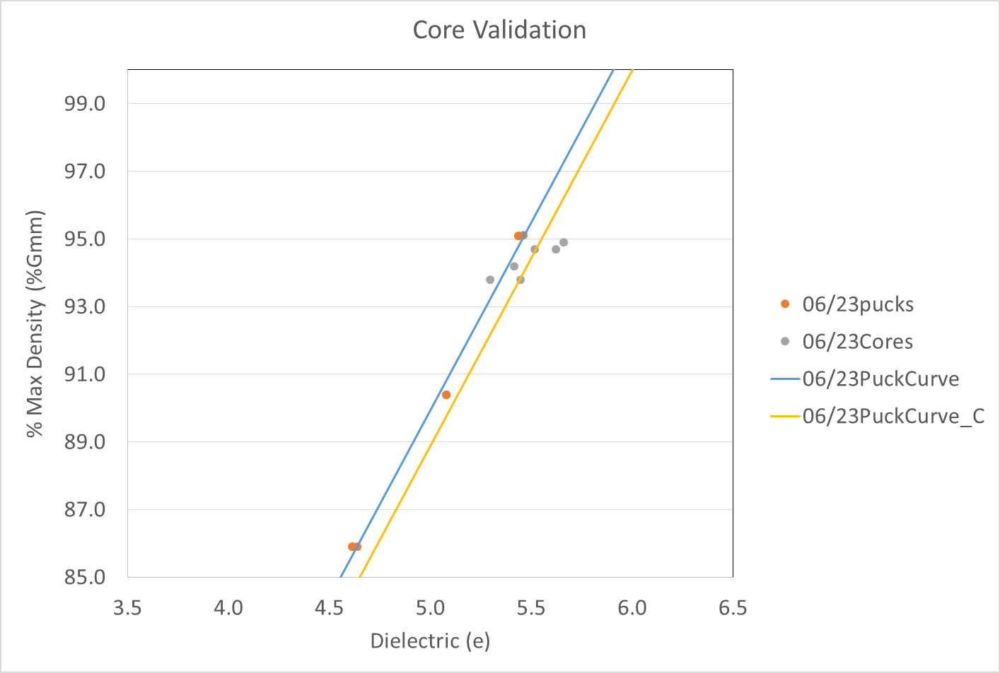 Core Validation
99.0
97.0
95.0
93.0
91.0
89.0
87.0
85.0
% Max Density (%Gmm)
3.5 4.0 4.5 5.0 5.5 6.0 6.5
Dielectric (e)
06/23pucks
06/23Cores
06/23PuckCurve
06/23PuckCurve_C